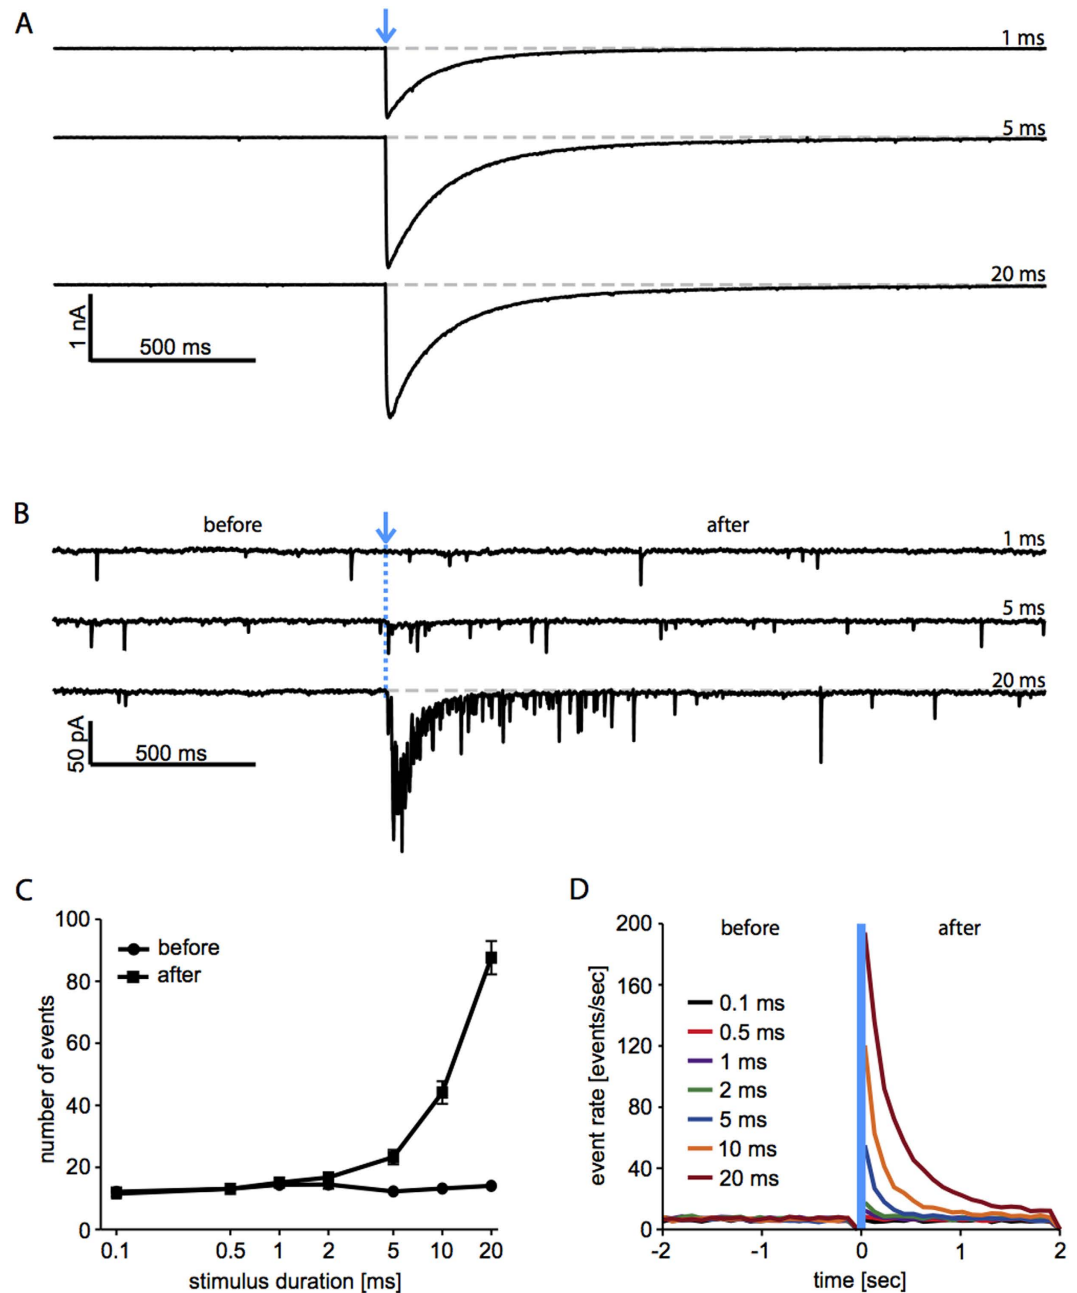 A
1 ms
5 ms
20 ms
1 nA
500 ms
B
before
after
1 ms
5 ms
20 ms
50 pA
500 ms
C
100
80
60
40
20
0
number of events
before
after
0.1
0.5
1
2
5
10
20
stimulus duration [ms]
D
200
160
120
80
40
0
event rate [events/sec]
before
after
0.1 ms
0.5 ms
1 ms
2 ms
5 ms
10 ms
20 ms
-2
-1
0
1
2
time [sec]